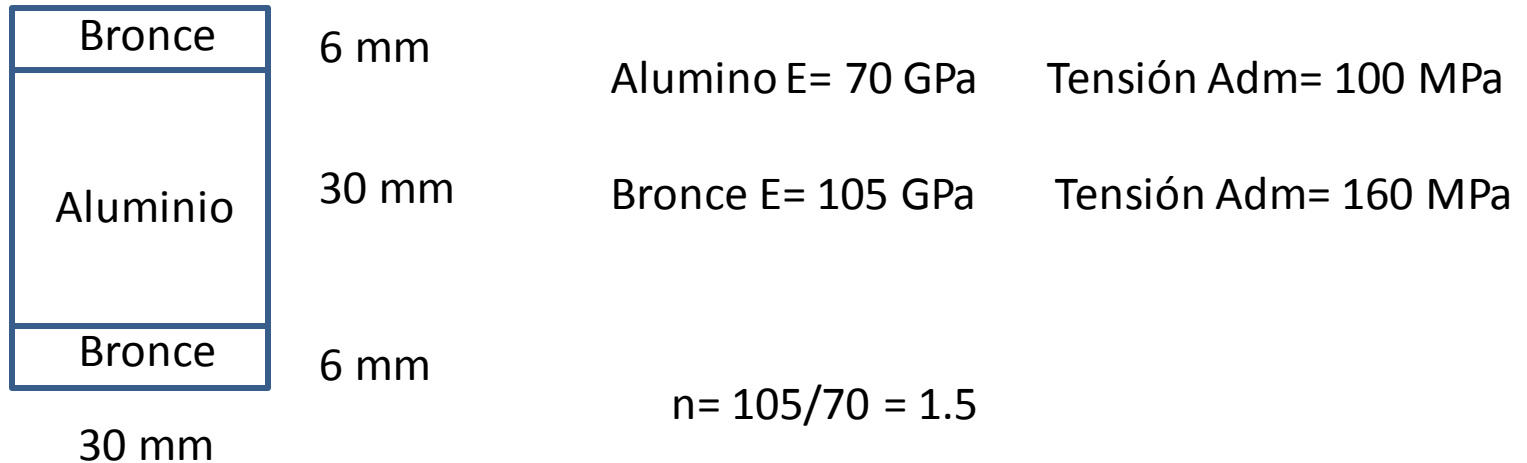 Bronce
6 mm
Alumino E= 70 GPa Tensión Adm= 100 MPa
Aluminio
30 mm
Bronce E= 105 GPa Tensión Adm= 160 MPa
Bronce
6 mm
n= 105/70 = 1.5
30 mm